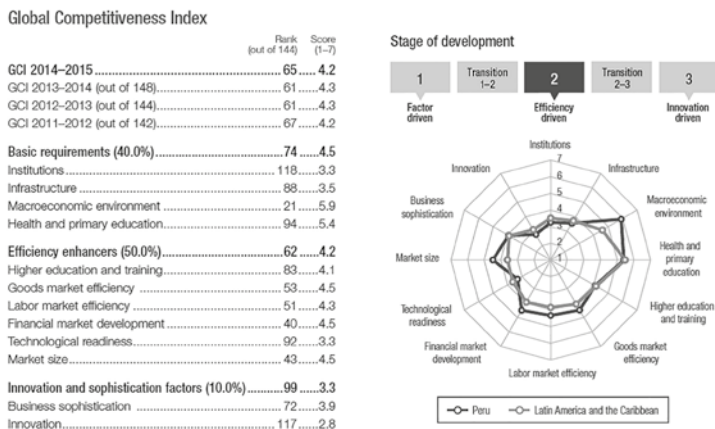 Global Competitiveness Index
Rank Score
(out of 144) (1–7)
GCI 2014–2015 65 4.2
GCI 2013–2014 (out of 148) 61 4.3
GCI 2012–2013 (out of 144) 61 4.3
GCI 2011–2012 (out of 142) 67 4.2
Basic requirements (40.0%) 74 4.5
Institutions 118 3.3
Infrastructure 88 3.5
Macroeconomic environment 21 5.9
Health and primary education 94 5.4
Efficiency enhancers (50.0%) 62 4.2
Higher education and training 83 4.1
Goods market efficiency 53 4.5
Labor market efficiency 51 4.3
Financial market development 40 4.5
Technological readiness 92 3.3
Market size 43 4.5
Innovation and sophistication factors (10.0%) 99 3.3
Business sophistication 72 3.9
Innovation 117 2.8
Stage of development
1 Transition 2 Transition 3
1–2 2–3
Factor Efficiency Innovation
driven driven driven
Institutions
Infrastructure
Macroeconomic
environment
Health and
primary
education
Higher education
and training
Goods market
efficiency
Labor market efficiency
Financial market
development
Technological
readiness
Market size
Business
sophistication
Innovation
7
6
5
4
3
2
1
Peru Latin America and the Caribbean